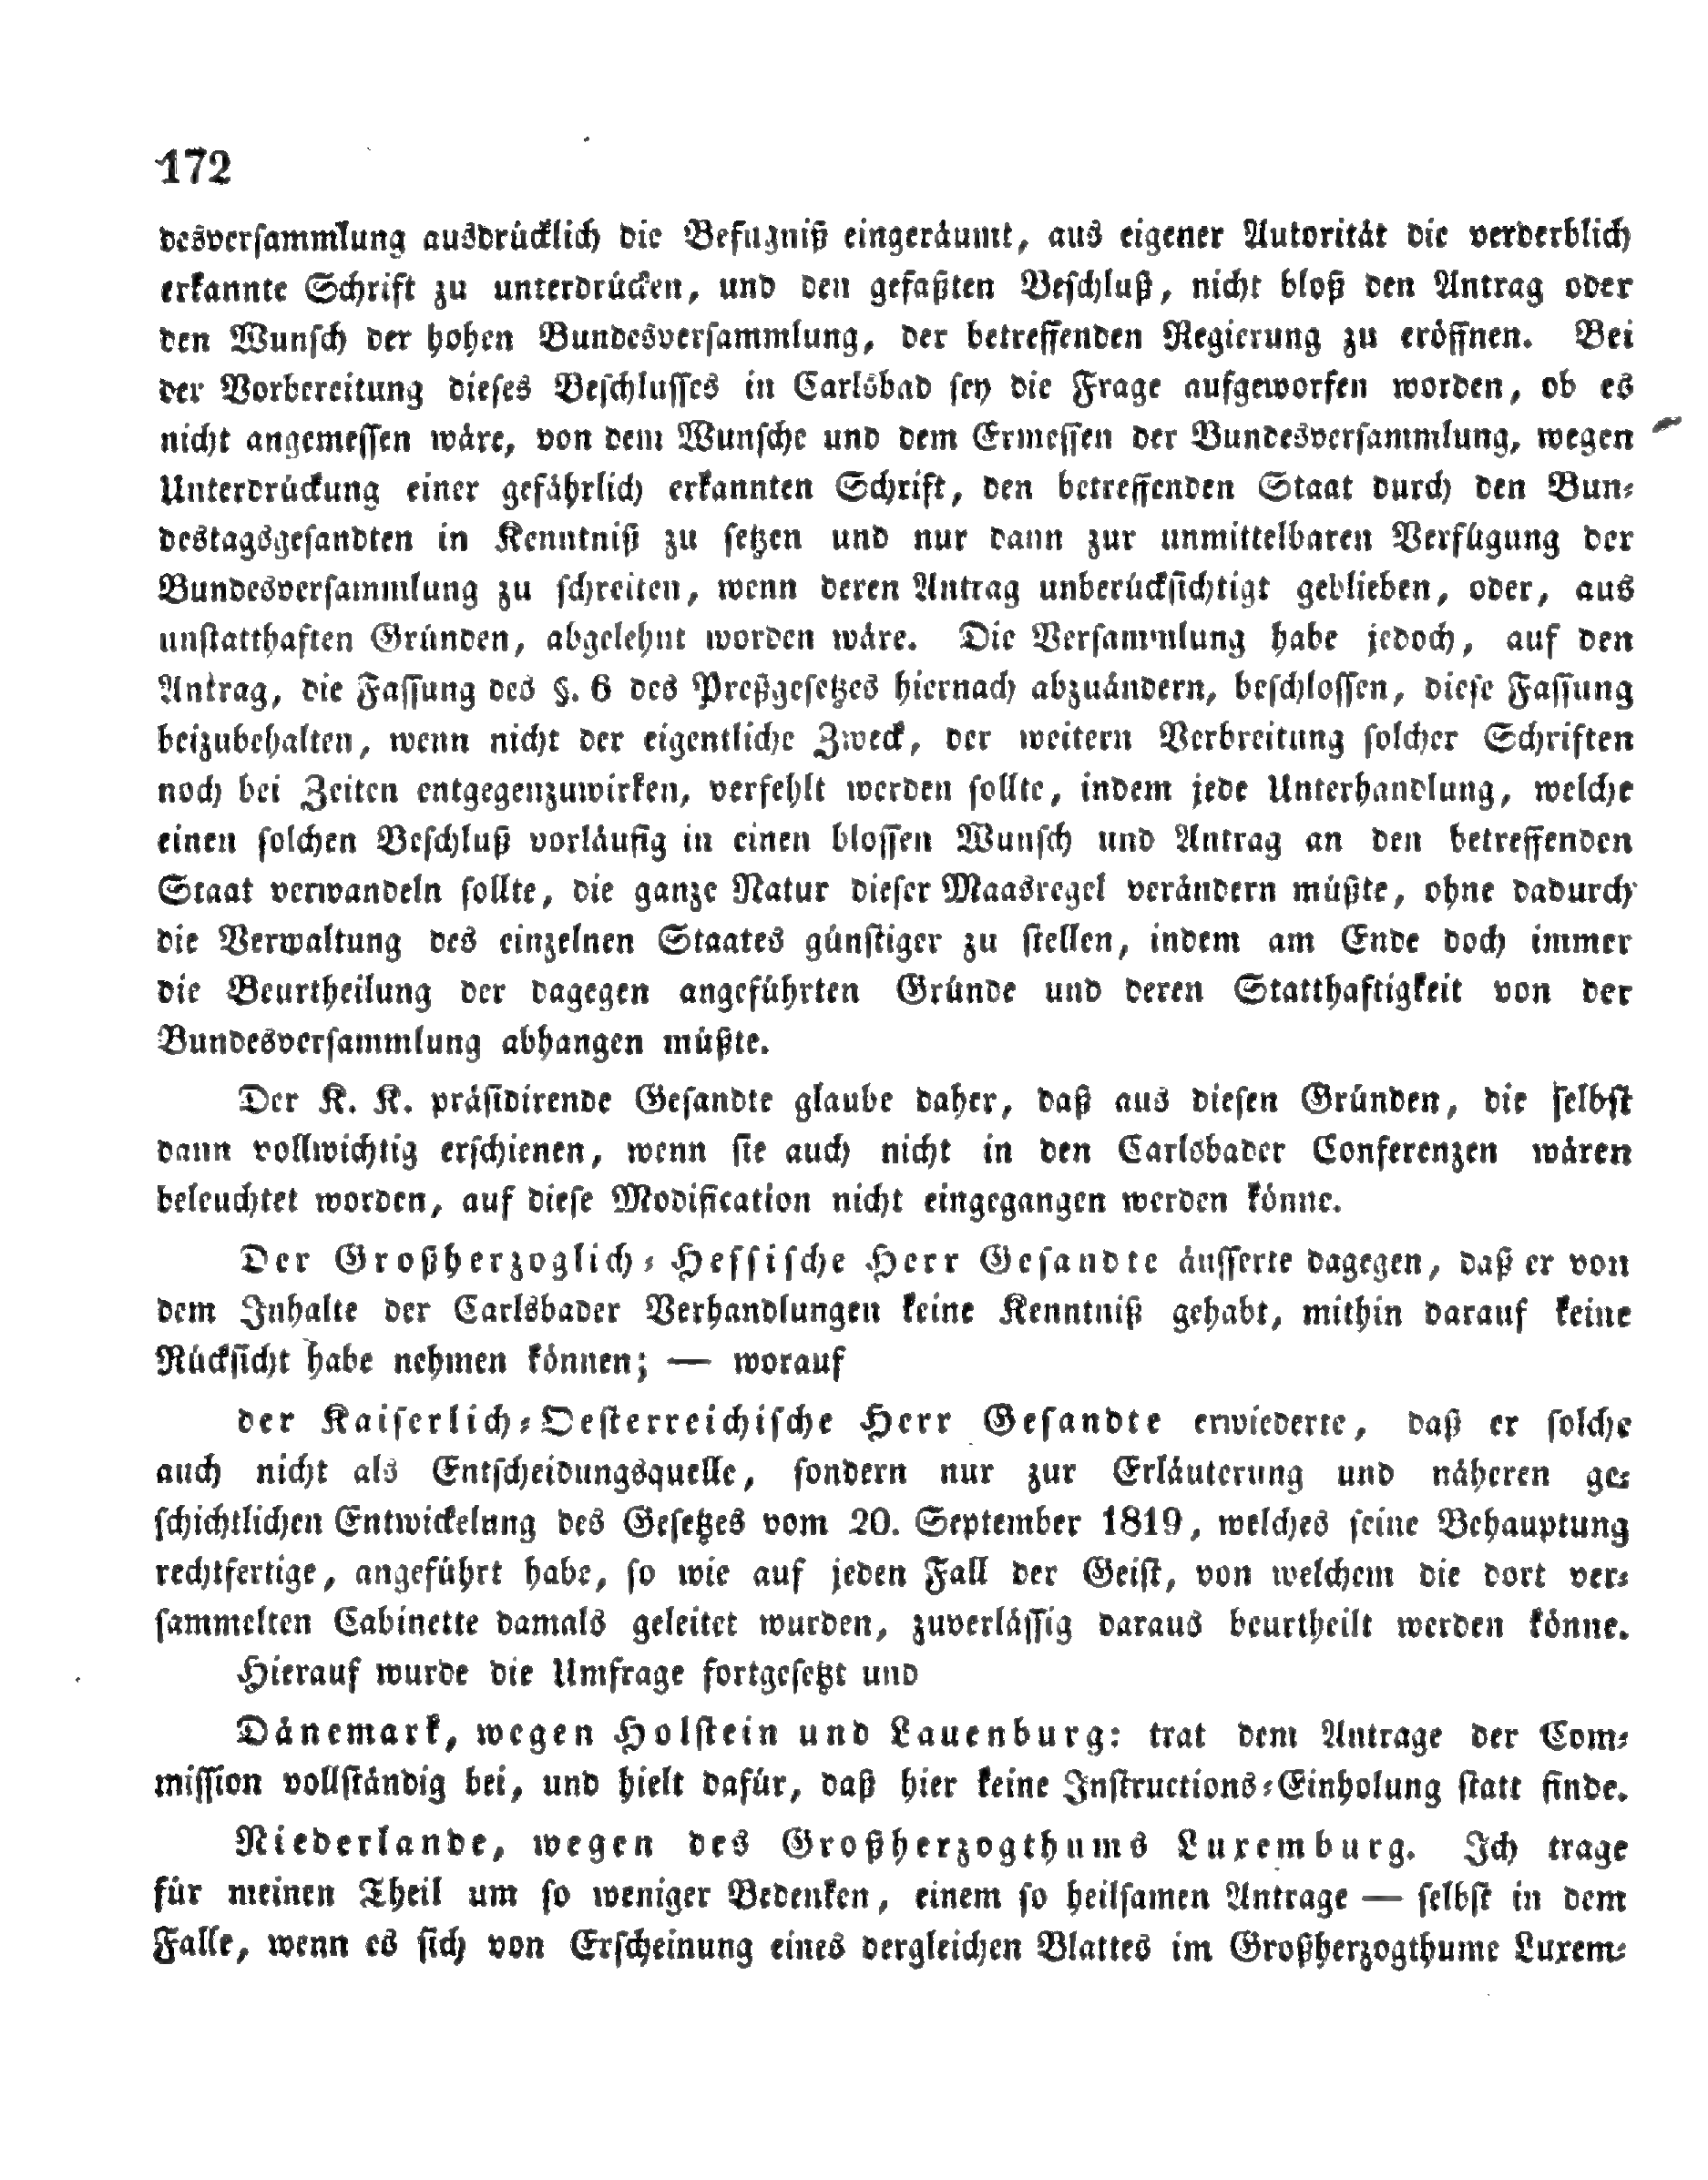 172
desversammlung ausdrücklich die Befugniß eingeräumt, aus eigener Autorität die verderblich
erkannte Schrift zu unterdrücken, und den gefaßten Beschluß, nicht bloß den Antrag oder
den Wunsch der hohen Bundesversammlung, der betreffenden Regierung zu eröffnen. Bei
der Vorbereitung dieses Beschlusses in Carlsbad sey die Frage aufgeworfen worden, ob es
nicht angemessen wäre, von dem Wunsche und dem Ermessen der Bundesversammlung, wegen
Unterdrückung einer gefährlich erkannten Schrift, den betreffenden Staat durch den Bun-
destagsgesandten in Kenntniß zu setzen und nur dann zur unmittelbaren Verfügung der
Bundesversammlung zu schreiten, wenn deren Antrag unberücksichtigt geblieben, oder, aus
unstatthaften Gründen, abgelehnt worden wäre. Die Versammlung habe jedoch, auf den
Antrag, die Fassung des §. 6 des Preßgesetzes hiernach abzuändern, beschlossen, diese Fassung
beizubehalten, wenn nicht der eigentliche Zweck, der weitern Verbreitung solcher Schriften
noch bei Zeiten entgegenzuwirken, verfehlt werden sollte, indem jede Unterhandlung, welche
einen solchen Beschluß vorläufig in einen blossen Wunsch und Antrag an den betreffenden
Staat verwandeln sollte, die ganze Natur dieser Maasregel verändern müßte, ohne dadurch
die Verwaltung des einzelnen Staates günstiger zu stellen, indem am Ende doch immer
die Beurtheilung der dagegen angeführten Gründe und deren Statthaftigkeit von der
Bundesversammlung abhangen müßte.
Der K. K. präsidirende Gesandte glaube daher, daß aus diesen Gründen, die selbst
dann vollwichtig erschienen, wenn sie auch nicht in den Carlsbader Conferenzen wären
beleuchtet worden, auf diese Modification nicht eingegangen werden könne.
Der Großherzoglich-Hessische Herr Gesandte äusserte dagegen, daß er von
dem Inhalte der Carlsbader Verhandlungen keine Kenntniß gehabt, mithin darauf keine
Rücksicht habe nehmen können; — worauf
der Kaiserlich-Oesterreichische Herr Gesandte erwiederte, daß er solche
auch nicht als Entscheidungsquelle, sondern nur zur Erläuterung und näheren ge-
schichtlichen Entwickelung des Gesetzes vom 20. September 1819, welches seine Behauptung
rechtfertige, angeführt habe, so wie auf jeden Fall der Geist, von welchem die dort ver-
sammelten Cabinette damals geleitet wurden, zuverlässig daraus beurtheilt werden könne.
Hierauf wurde die Umfrage fortgesetzt und
Dänemark, wegen Holstein und Lauenburg: trat dem Antrage der Com-
mission vollständig bei, und hielt dafür, daß hier keine Instructions-Einholung statt finde.
Niederlande, wegen des Großherzogthums Luxemburg. Ich trage
für meinen Theil um so weniger Bedenken, einem so heilsamen Antrage — selbst in dem
Falle, wenn es sich von Erscheinung eines dergleichen Blattes im Großherzogthume Luxem-